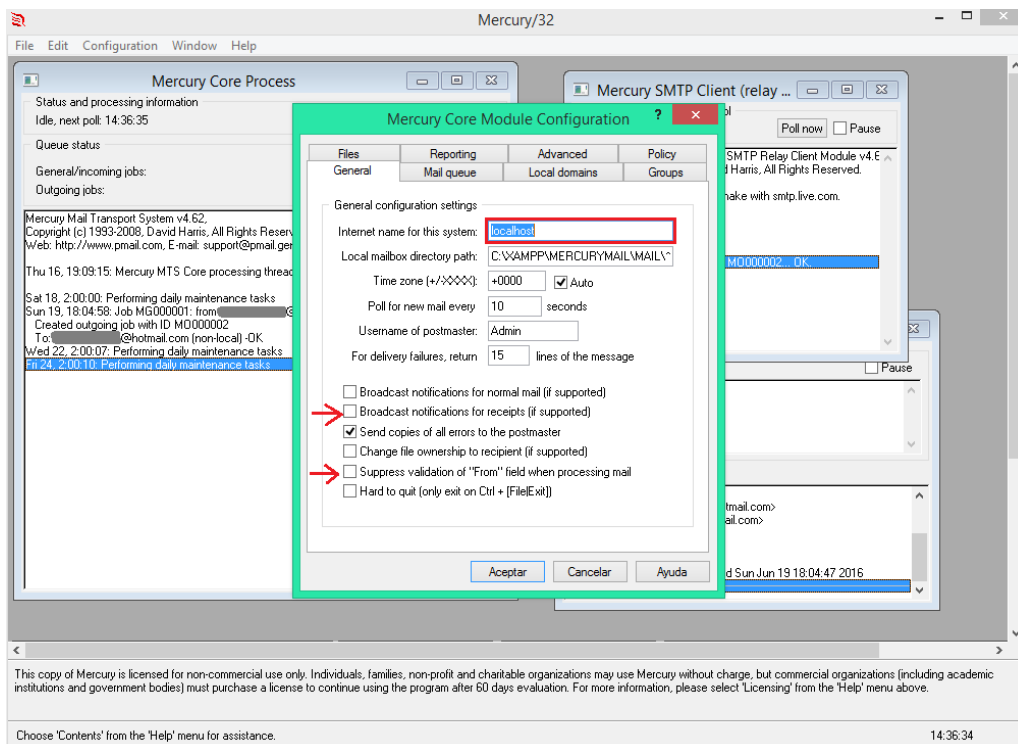 Mercury/32
File Edit Configuration Window Help
Mercury Core Process
Status and processing information
Idle, next poll: 14:36:35
Queue status
General/incoming jobs:
Outgoing jobs:
Mercury Mail Transport System v4.62,
Copyright (c) 1993-2008, David Harris, All Rights Reserv
Web: http://www.pmail.com, E-mail: support@pmail.ger
Thu 16, 19:09:15: Mercury MTS Core processing thread
Sat 18, 2:00:00: Performing daily maintenance tasks
Sun 19, 18:04:58: Job MG000001: from
Created outgoing job with ID MO000002
To: @hotmail.com (non-local) -OK
Wed 22, 2:00:07: Performing daily maintenance tasks
Fri 24, 2:00:10: Performing daily maintenance tasks
Mercury SMTP Client (relay ...
Poll now Pause
SMTP Relay Client Module v4.6
Harris, All Rights Reserved.
make with smtp.live.com.
MO000002... OK.
Pause
tmail.com>
ail.com>
d Sun Jun 19 18:04:47 2016
Mercury Core Module Configuration ?
Files Reporting Advanced Policy
General Mail queue Local domains Groups
General configuration settings
Internet name for this system: localhost
Local mailbox directory path: C:\XAMPP\MERCURYMAIL\MAIL\~
Time zone (+/-XXXX): +0000 Auto
Poll for new mail every 10 seconds
Username of postmaster: Admin
For delivery failures, return 15 lines of the message
Broadcast notifications for normal mail (if supported)
Broadcast notifications for receipts (if supported)
Send copies of all errors to the postmaster
Change file ownership to recipient (if supported)
Suppress validation of "From" field when processing mail
Hard to quit (only exit on Ctrl + [File|Exit])
Aceptar Cancelar Ayuda
This copy of Mercury is licensed for non-commercial use only. Individuals, families, non-profit and charitable organizations may use Mercury without charge, but commercial organizations (including academic
institutions and government bodies) must purchase a license to continue using the program after 60 days evaluation. For more information, please select 'Licensing' from the 'Help' menu above.
Choose 'Contents' from the 'Help' menu for assistance. 14:36:34